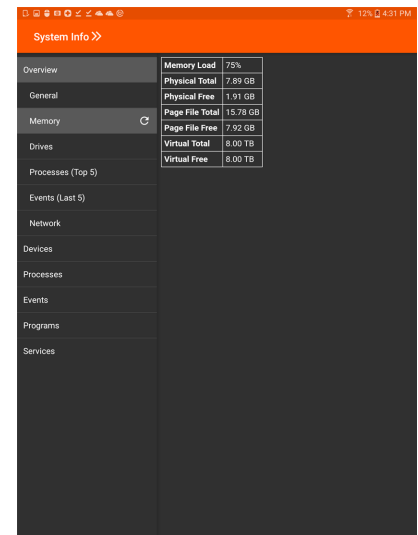 12% 4:31 PM
System Info
Overview
General
Memory
Drives
Processes (Top 5)
Events (Last 5)
Network
Devices
Processes
Events
Programs
Services
Memory Load 75%
Physical Total 7.89 GB
Physical Free 1.91 GB
Page File Total 15.78 GB
Page File Free 7.92 GB
Virtual Total 8.00 TB
Virtual Free 8.00 TB